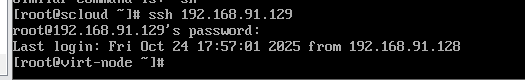 [root@scloud ~]# ssh 192.168.91.129
root@192.168.91.129's password:
Last login: Fri Oct 24 17:57:01 2025 from 192.168.91.128
[root@virt-node ~]#